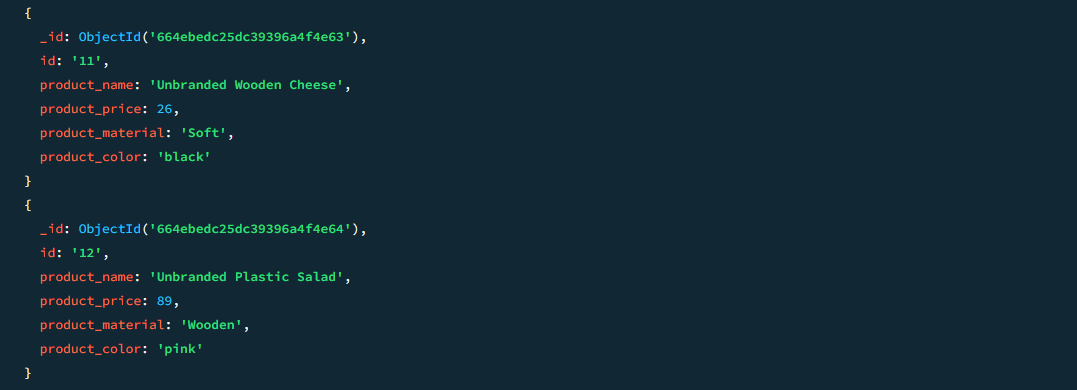 {
_id: ObjectId('664ebedc25dc39396a4f4e63'),
id: '11',
product_name: 'Unbranded Wooden Cheese',
product_price: 26,
product_material: 'Soft',
product_color: 'black'
}
{
_id: ObjectId('664ebedc25dc39396a4f4e64'),
id: '12',
product_name: 'Unbranded Plastic Salad',
product_price: 89,
product_material: 'Wooden',
product_color: 'pink'
}